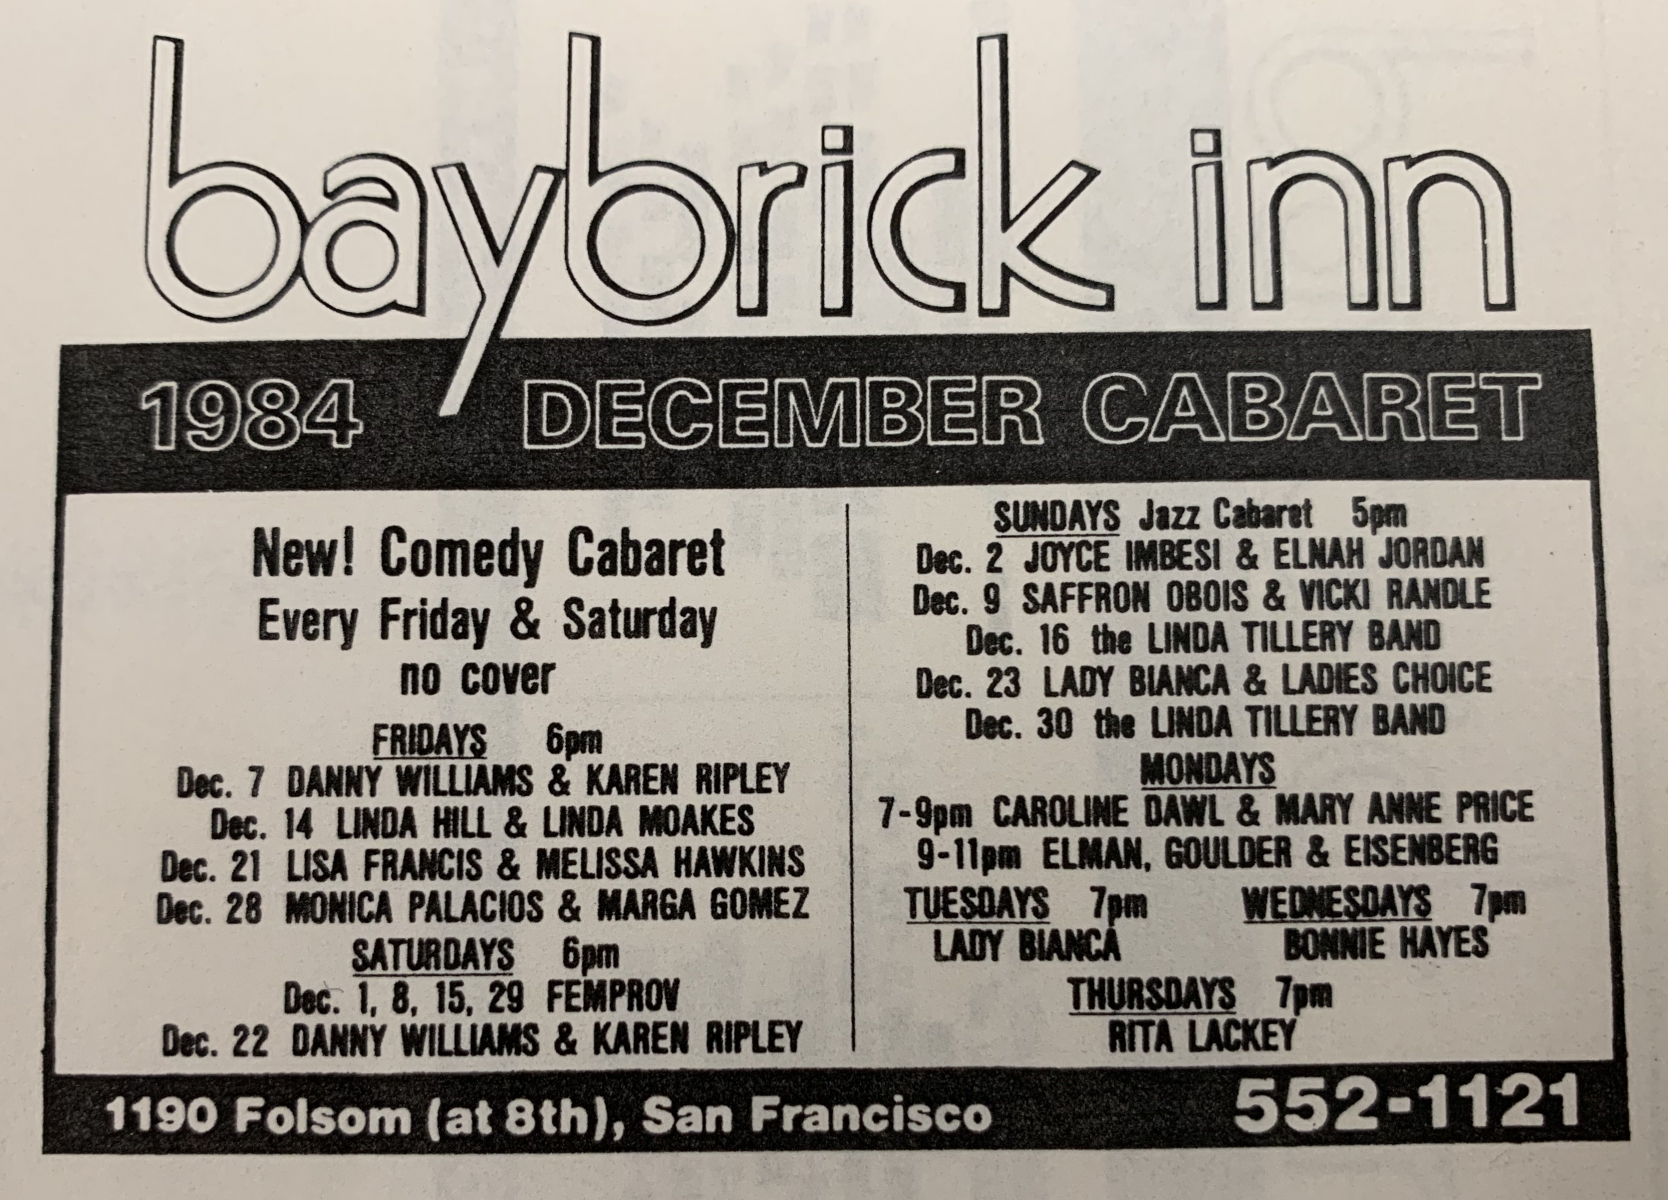 baybrick inn
1984 DECEMBER CABARET
New! Comedy Cabaret
Every Friday & Saturday
no cover
FRIDAYS 6pm
Dec. 7 DANNY WILLIAMS & KAREN RIPLEY
Dec. 14 LINDA HILL & LINDA MOAKES
Dec. 21 LISA FRANCIS & MELISSA HAWKINS
Dec. 28 MONICA PALACIOS & MARGA GOMEZ
SATURDAYS 6pm
Dec. 1, 8, 15, 29 FEMPROV
Dec. 22 DANNY WILLIAMS & KAREN RIPLEY
SUNDAYS Jazz Cabaret 5pm
Dec. 2 JOYCE IMBESI & ELNAH JORDAN
Dec. 9 SAFFRON OBOIS & VICKI RANDLE
Dec. 16 the LINDA TILLERY BAND
Dec. 23 LADY BIANCA & LADIES CHOICE
Dec. 30 the LINDA TILLERY BAND
MONDAYS
7-9pm CAROLINE DAWL & MARY ANNE PRICE
9-11pm ELMAN, GOULDER & EISENBERG
TUESDAYS 7pm WEDNESDAYS 7pm
LADY BIANCA BONNIE HAYES
THURSDAYS 7pm
RITA LACKEY
1190 Folsom (at 8th), San Francisco 552-1121